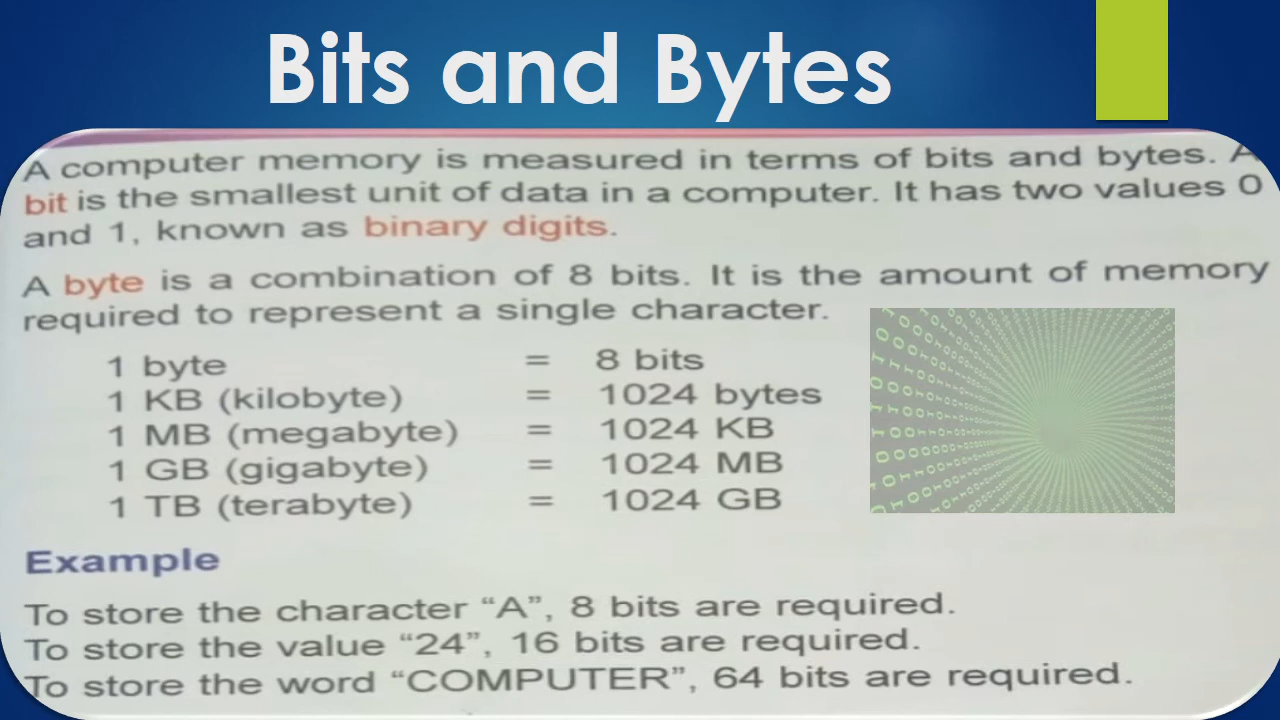 Bits and Bytes
A computer memory is measured in terms of bits and bytes. A
bit is the smallest unit of data in a computer. It has two values 0
and 1, known as binary digits.
A byte is a combination of 8 bits. It is the amount of memory
required to represent a single character.
1 byte = 8 bits
1 KB (kilobyte) = 1024 bytes
1 MB (megabyte) = 1024 KB
1 GB (gigabyte) = 1024 MB
1 TB (terabyte) = 1024 GB
Example
To store the character “A”, 8 bits are required.
To store the value “24”, 16 bits are required.
To store the word “COMPUTER”, 64 bits are required.